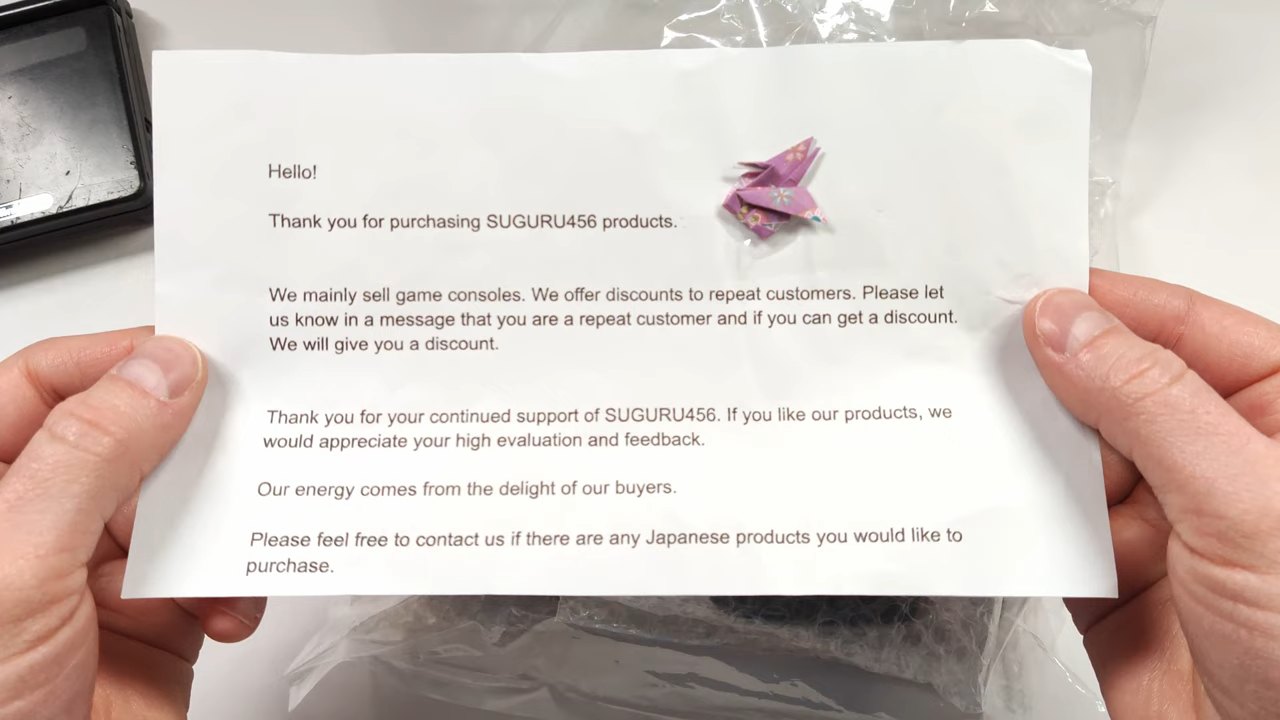 Hello!
Thank you for purchasing SUGURU456 products.
We mainly sell game consoles. We offer discounts to repeat customers. Please let
us know in a message that you are a repeat customer and if you can get a discount.
We will give you a discount.
Thank you for your continued support of SUGURU456. If you like our products, we
would appreciate your high evaluation and feedback.
Our energy comes from the delight of our buyers.
Please feel free to contact us if there are any Japanese products you would like to
purchase.